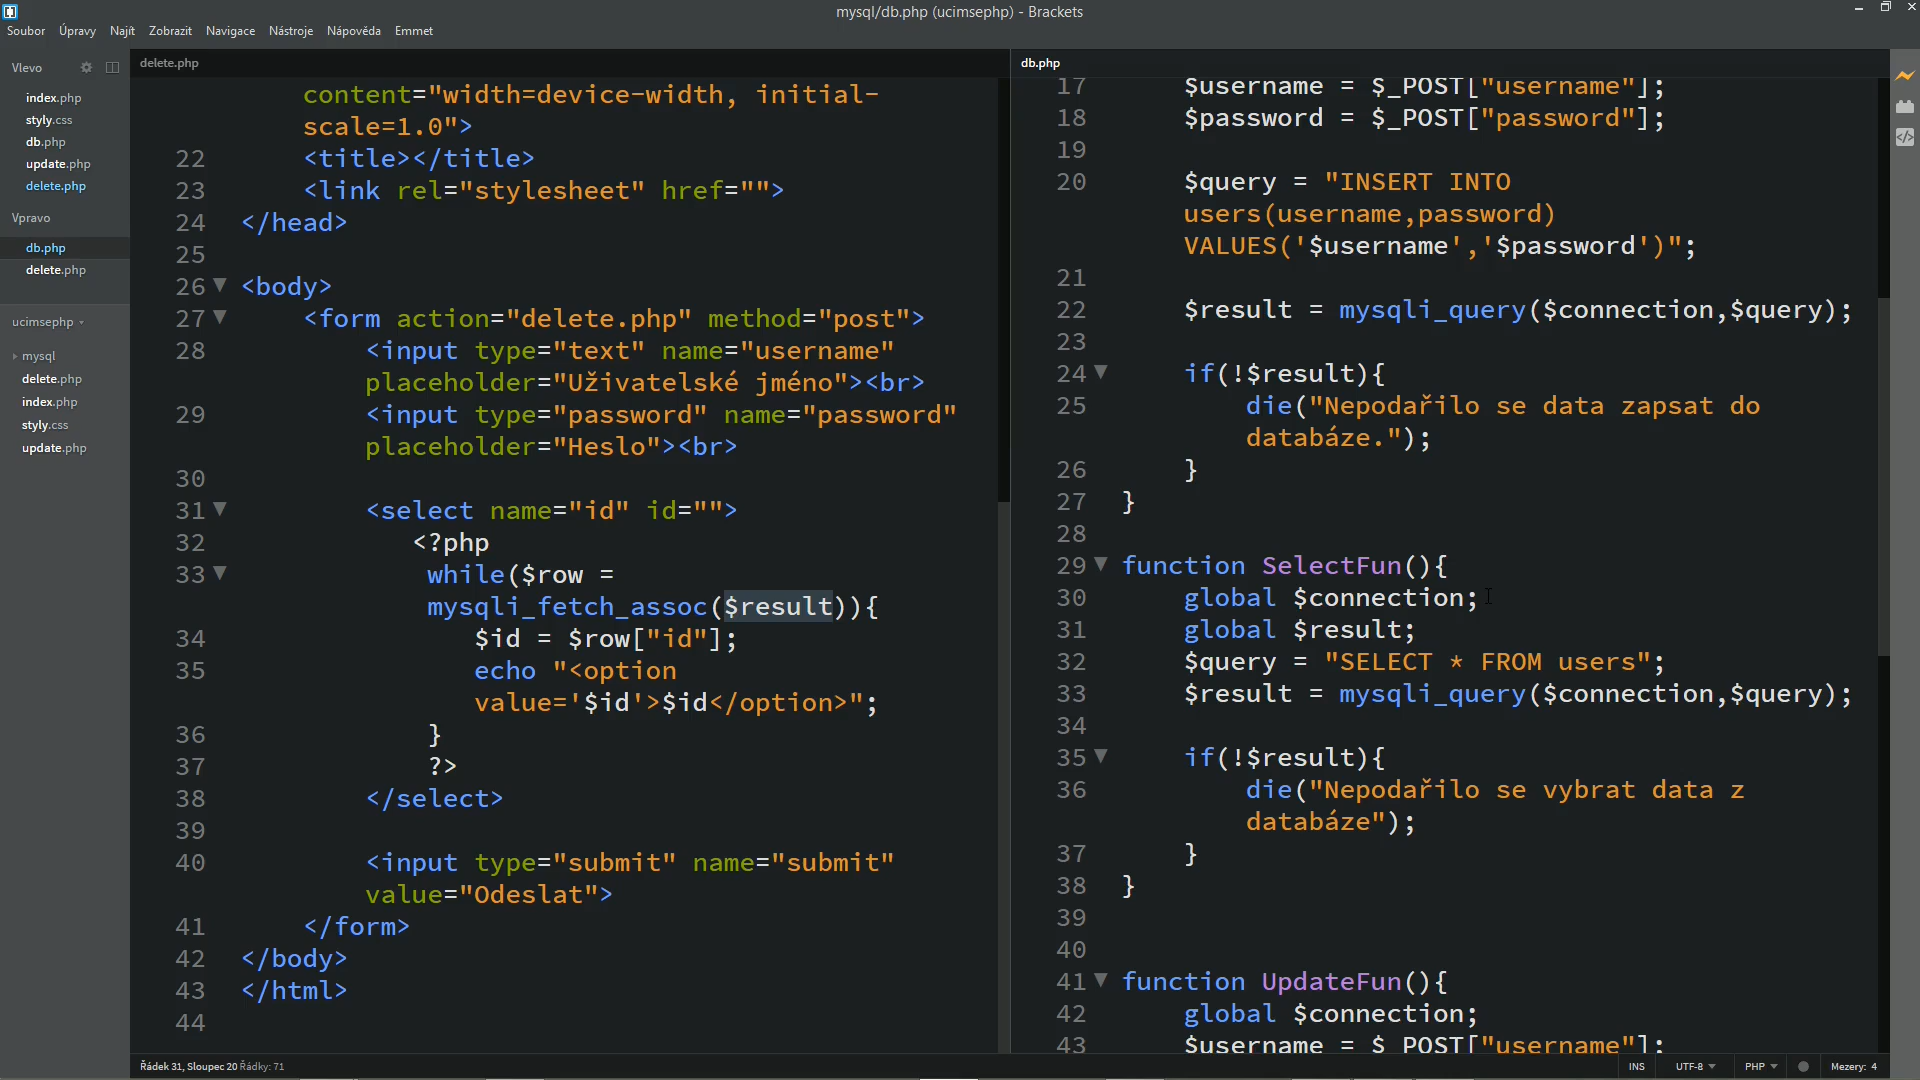 mysql/db.php (ucimsephp) - Brackets
Soubor Úpravy Najít Zobrazit Navigace Nástroje Nápověda Emmet
Vlevo
index.php
styly.css
db.php
update.php
delete.php
Vpravo
db.php
delete.php
ucimsephp
mysql
delete.php
index.php
styly.css
update.php
delete.php
content="width=device-width, initial-
scale=1.0">
22 <title></title>
23 <link rel="stylesheet" href="">
24 </head>
25
26 <body>
27 <form action="delete.php" method="post">
28 <input type="text" name="username"
placeholder="Uživatelské jméno"><br>
29 <input type="password" name="password"
placeholder="Heslo"><br>
30
31 <select name="id" id="">
32 <?php
33 while($row =
mysqli_fetch_assoc($result)){
34 $id = $row["id"];
35 echo "<option
value='$id'>$id</option>";
36 }
37 ?>
38 </select>
39
40 <input type="submit" name="submit"
value="Odeslat">
41 </form>
42 </body>
43 </html>
44
db.php
17 $username = $_POST["username"];
18 $password = $_POST["password"];
19
20 $query = "INSERT INTO
users(username,password)
VALUES('$username','$password')";
21
22 $result = mysqli_query($connection,$query);
23
24 if(!$result){
25 die("Nepodařilo se data zapsat do
databáze.");
26 }
27 }
28
29 function SelectFun(){
30 global $connection;
31 global $result;
32 $query = "SELECT * FROM users";
33 $result = mysqli_query($connection,$query);
34
35 if(!$result){
36 die("Nepodařilo se vybrat data z
databáze");
37 }
38 }
39
40
41 function UpdateFun(){
42 global $connection;
43 $username = $_POST["username"];
Řádek 31, Sloupec 20 Řádky: 71
INS UTF-8 PHP Mezery: 4